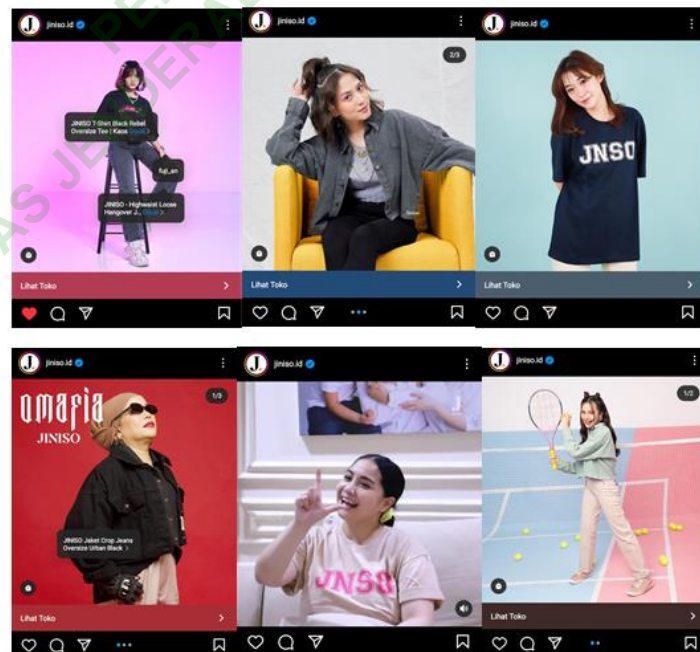 J. jiniso.id
JINISO T-Shirt Black Rebel
Oversize Tee | Kaos
fuji_an
JINISO - Highwaist Loose
Hangover J...
Lihat Toko
J. jiniso.id
2/3
Lihat Toko
J. jiniso.id
JNSO
Lihat Toko
J. jiniso.id
1/3
omafia
JINISO
JINISO Jaket Crop Jeans
Oversize Urban Black >
Lihat Toko
J. jiniso.id
JNSO
J. jiniso.id
1/2
Lihat Toko